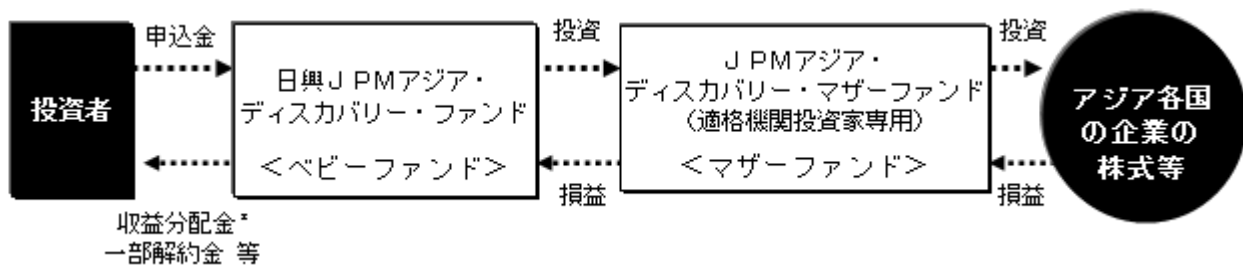 投資者
申込金
日興ＪＰＭアジア・
ディスカバリー・ファンド
＜ベビーファンド＞
収益分配金*
一部解約金 等
投資
損益
ＪＰＭアジア・
ディスカバリー・マザーファンド
（適格機関投資家専用）
＜マザーファンド＞
投資
損益
アジア各国
の企業の
株式等